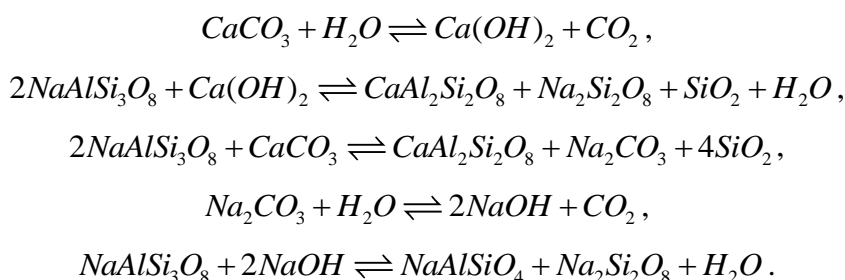 CaCO₃ + H₂O ⇌ Ca(OH)₂ + CO₂ ,
2NaAlSi₃O₈ + Ca(OH)₂ ⇌ CaAl₂Si₂O₈ + Na₂Si₂O₈ + SiO₂ + H₂O ,
2NaAlSi₃O₈ + CaCO₃ ⇌ CaAl₂Si₂O₈ + Na₂CO₃ + 4SiO₂ ,
Na₂CO₃ + H₂O ⇌ 2NaOH + CO₂ ,
NaAlSi₃O₈ + 2NaOH ⇌ NaAlSiO₄ + Na₂Si₂O₈ + H₂O .